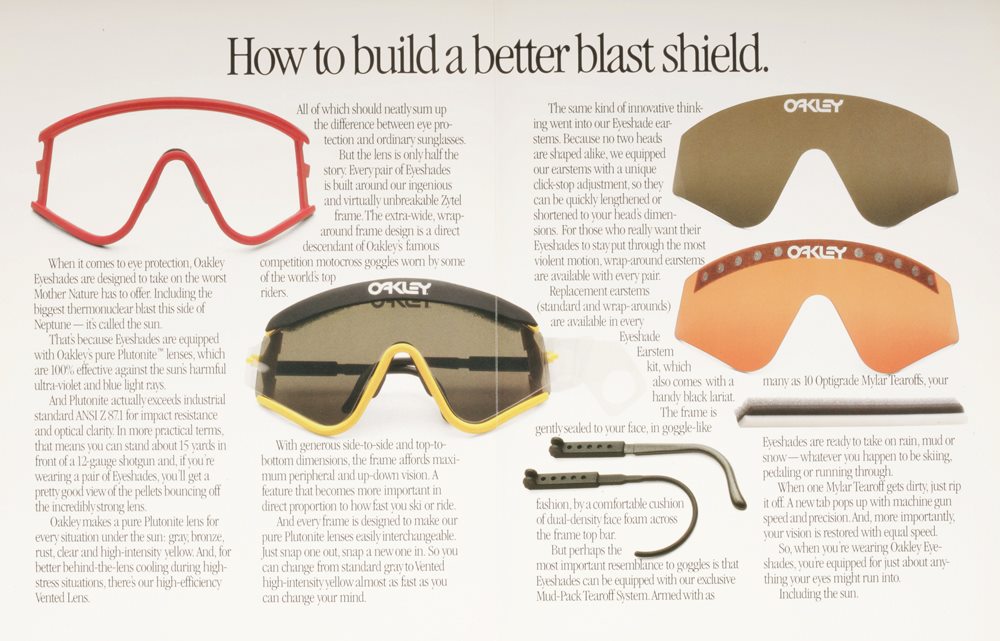 How to build a better blast shield.
When it comes to eye protection, Oakley
Eyeshades are designed to take on the worst
Mother Nature has to offer. Including the
biggest thermonuclear blast this side of
Neptune — it's called the sun.
That's because Eyeshades are equipped
with Oakley's pure Plutonite™ lenses, which
are 100% effective against the sun's harmful
ultra-violet and blue light rays.
And Plutonite actually exceeds industrial
standard ANSI Z 87.1 for impact resistance
and optical clarity. In more practical terms,
that means you can stand about 15 yards in
front of a 12-gauge shotgun and, if you're
wearing a pair of Eyeshades, you'll get a
pretty good view of the pellets bouncing off
the incredibly strong lens.
Oakley makes a pure Plutonite lens for
every situation under the sun: gray, bronze,
rust, clear and high-intensity yellow. And, for
better behind-the-lens cooling during high-
stress situations, there's our high-efficiency
Vented Lens.
All of which should neatly sum up
the difference between eye pro-
tection and ordinary sunglasses.
But the lens is only half the
story. Every pair of Eyeshades
is built around our ingenious
and virtually unbreakable Zytel
frame. The extra-wide, wrap-
around frame design is a direct
descendant of Oakley's famous
competition motocross goggles worn by some
of the world's top
riders.
OAKLEY
OAKLEY
With generous side-to-side and top-to-
bottom dimensions, the frame affords maxi-
mum peripheral and up-down vision. A
feature that becomes more important in
direct proportion to how fast you ski or ride.
And every frame is designed to make our
pure Plutonite lenses easily interchangeable.
Just snap one out, snap a new one in. So you
can change from standard gray to Vented
high-intensity yellow almost as fast as you
can change your mind.
The same kind of innovative think-
ing went into our Eyeshade ear-
stems. Because no two heads
are shaped alike, we equipped
our earstems with a unique
click-stop adjustment, so they
can be quickly lengthened or
shortened to your head's dimen-
sions. For those who really want their
Eyeshades to stay put through the most
violent motion, wrap-around earstems
are available with every pair.
Replacement earstems
(standard and wrap-arounds)
are available in every
Eyeshade
Earstem
kit, which
also comes with a
handy black lariat.
The frame is
gently sealed to your face, in goggle-like
fashion, by a comfortable cushion
of dual-density face foam across
the frame top bar.
But perhaps the
most important resemblance to goggles is that
Eyeshades can be equipped with our exclusive
Mud-Pack Tearoff System. Armed with as
OAKLEY
OAKLEY
many as 10 Optigrade Mylar Tearoffs, your
Eyeshades are ready to take on rain, mud or
snow — whatever you happen to be skiing,
pedaling or running through.
When one Mylar Tearoff gets dirty, just rip
it off. A new tab pops up with machine gun
speed and precision. And, more importantly,
your vision is restored with equal speed.
So, when you're wearing Oakley Eye-
shades, you're equipped for just about any-
thing your eyes might run into.
Including the sun.